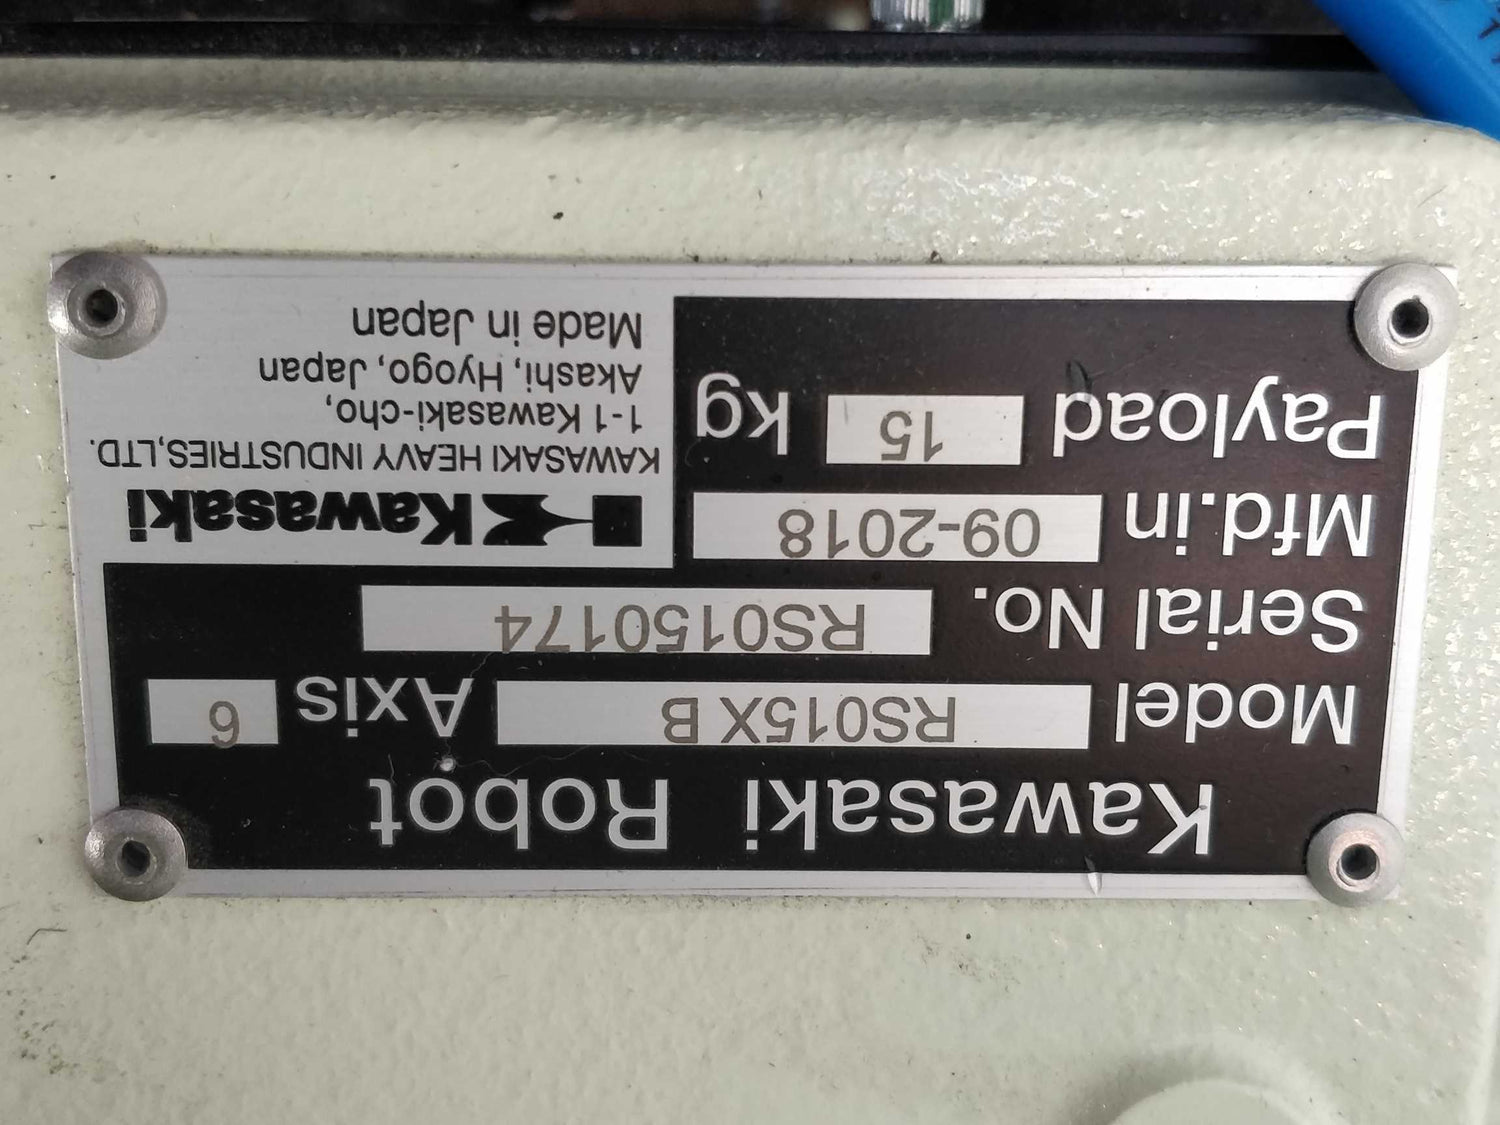 Kawasaki Robot
Model RS015X B Axis 6
Serial No. RS0150174
Mfd.in 09-2018
Payload 15 kg
Kawasaki
KAWASAKI HEAVY INDUSTRIES,LTD.
1-1 Kawasaki-cho,
Akashi, Hyogo, Japan
Made in Japan